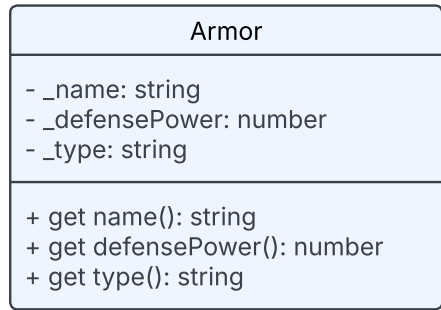 Armor
- _name: string
- _defensePower: number
- _type: string
+ get name(): string
+ get defensePower(): number
+ get type(): string